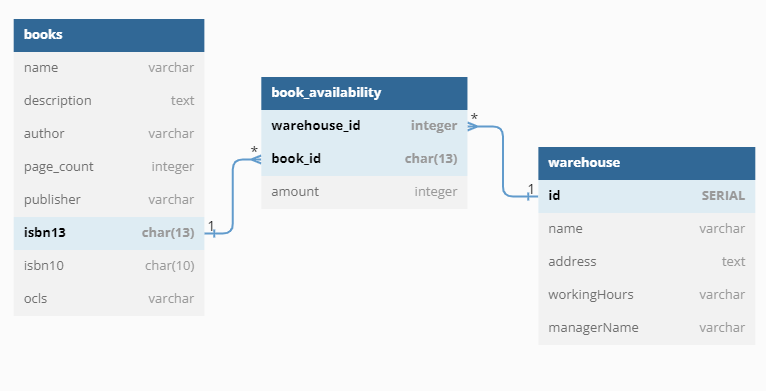 books
name varchar
description text
author varchar
page_count integer
publisher varchar
isbn13 char(13)
isbn10 char(10)
ocls varchar
1
book_availability
warehouse_id integer
book_id char(13)
amount integer
*
*
warehouse
1
id SERIAL
name varchar
address text
workingHours varchar
managerName varchar